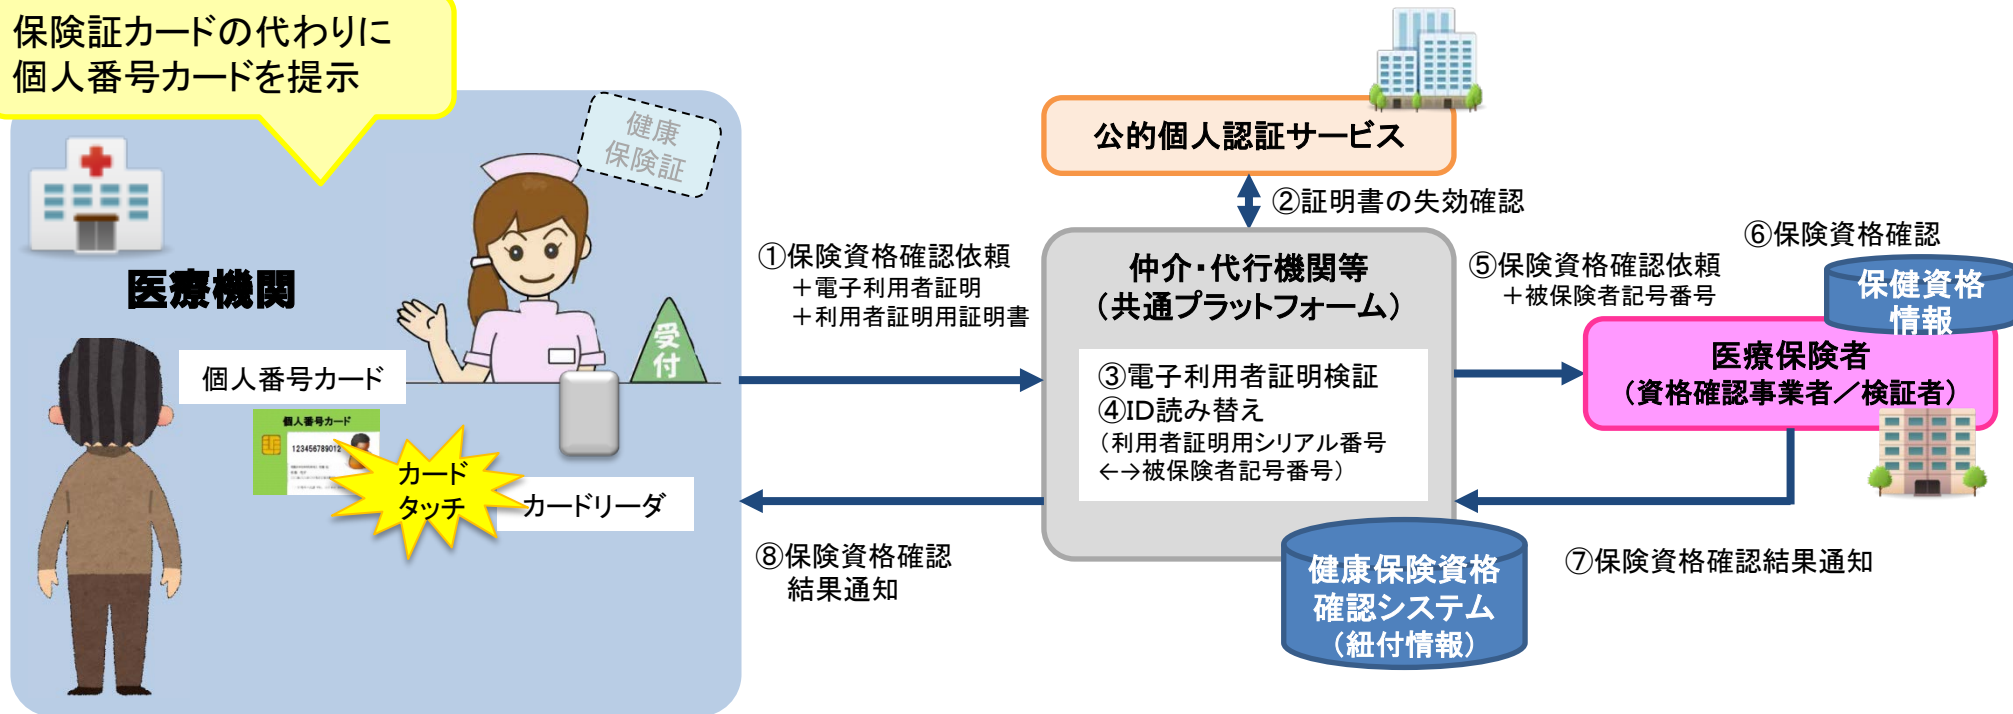 保険証カードの代わりに
個人番号カードを提示
健康
保険証
医療機関
受
付
個人番号カード
個人番号カード
123456789012
カード
タッチ
カードリーダ
①保険資格確認依頼
＋電子利用者証明
＋利用者証明用証明書
⑧保険資格確認
結果通知
公的個人認証サービス
②証明書の失効確認
仲介・代行機関等
（共通プラットフォーム）
③電子利用者証明検証
④ID読み替え
（利用者証明用シリアル番号
←→被保険者記号番号）
健康保険資格
確認システム
（紐付情報）
⑤保険資格確認依頼
＋被保険者記号番号
⑥保険資格確認
保健資格
情報
医療保険者
（資格確認事業者／検証者）
⑦保険資格確認結果通知